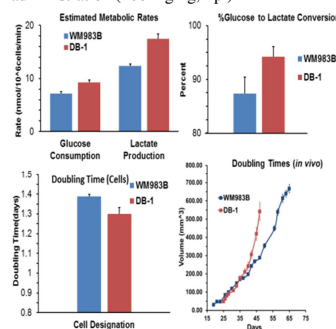 Estimated Metabolic Rates
WM983B
DB-1
Rate (nmol/10^6cells/min)
20
10
0
Glucose Consumption
Lactate Production
%Glucose to Lactate Conversion
WM983B
DB-1
Percent
100
90
80
Doubling Time (Cells)
WM983B
DB-1
Doubling Time(days)
1.5
1.4
1.3
1.2
1.1
1
0.9
0.8
Cell Designation
Doubling Times (in vivo)
WM983B
DB-1
Volume (mm^3)
800.00
700.00
600.00
500.00
400.00
300.00
200.00
100.00
0.00
15 25 35 45 55 65 75
Days